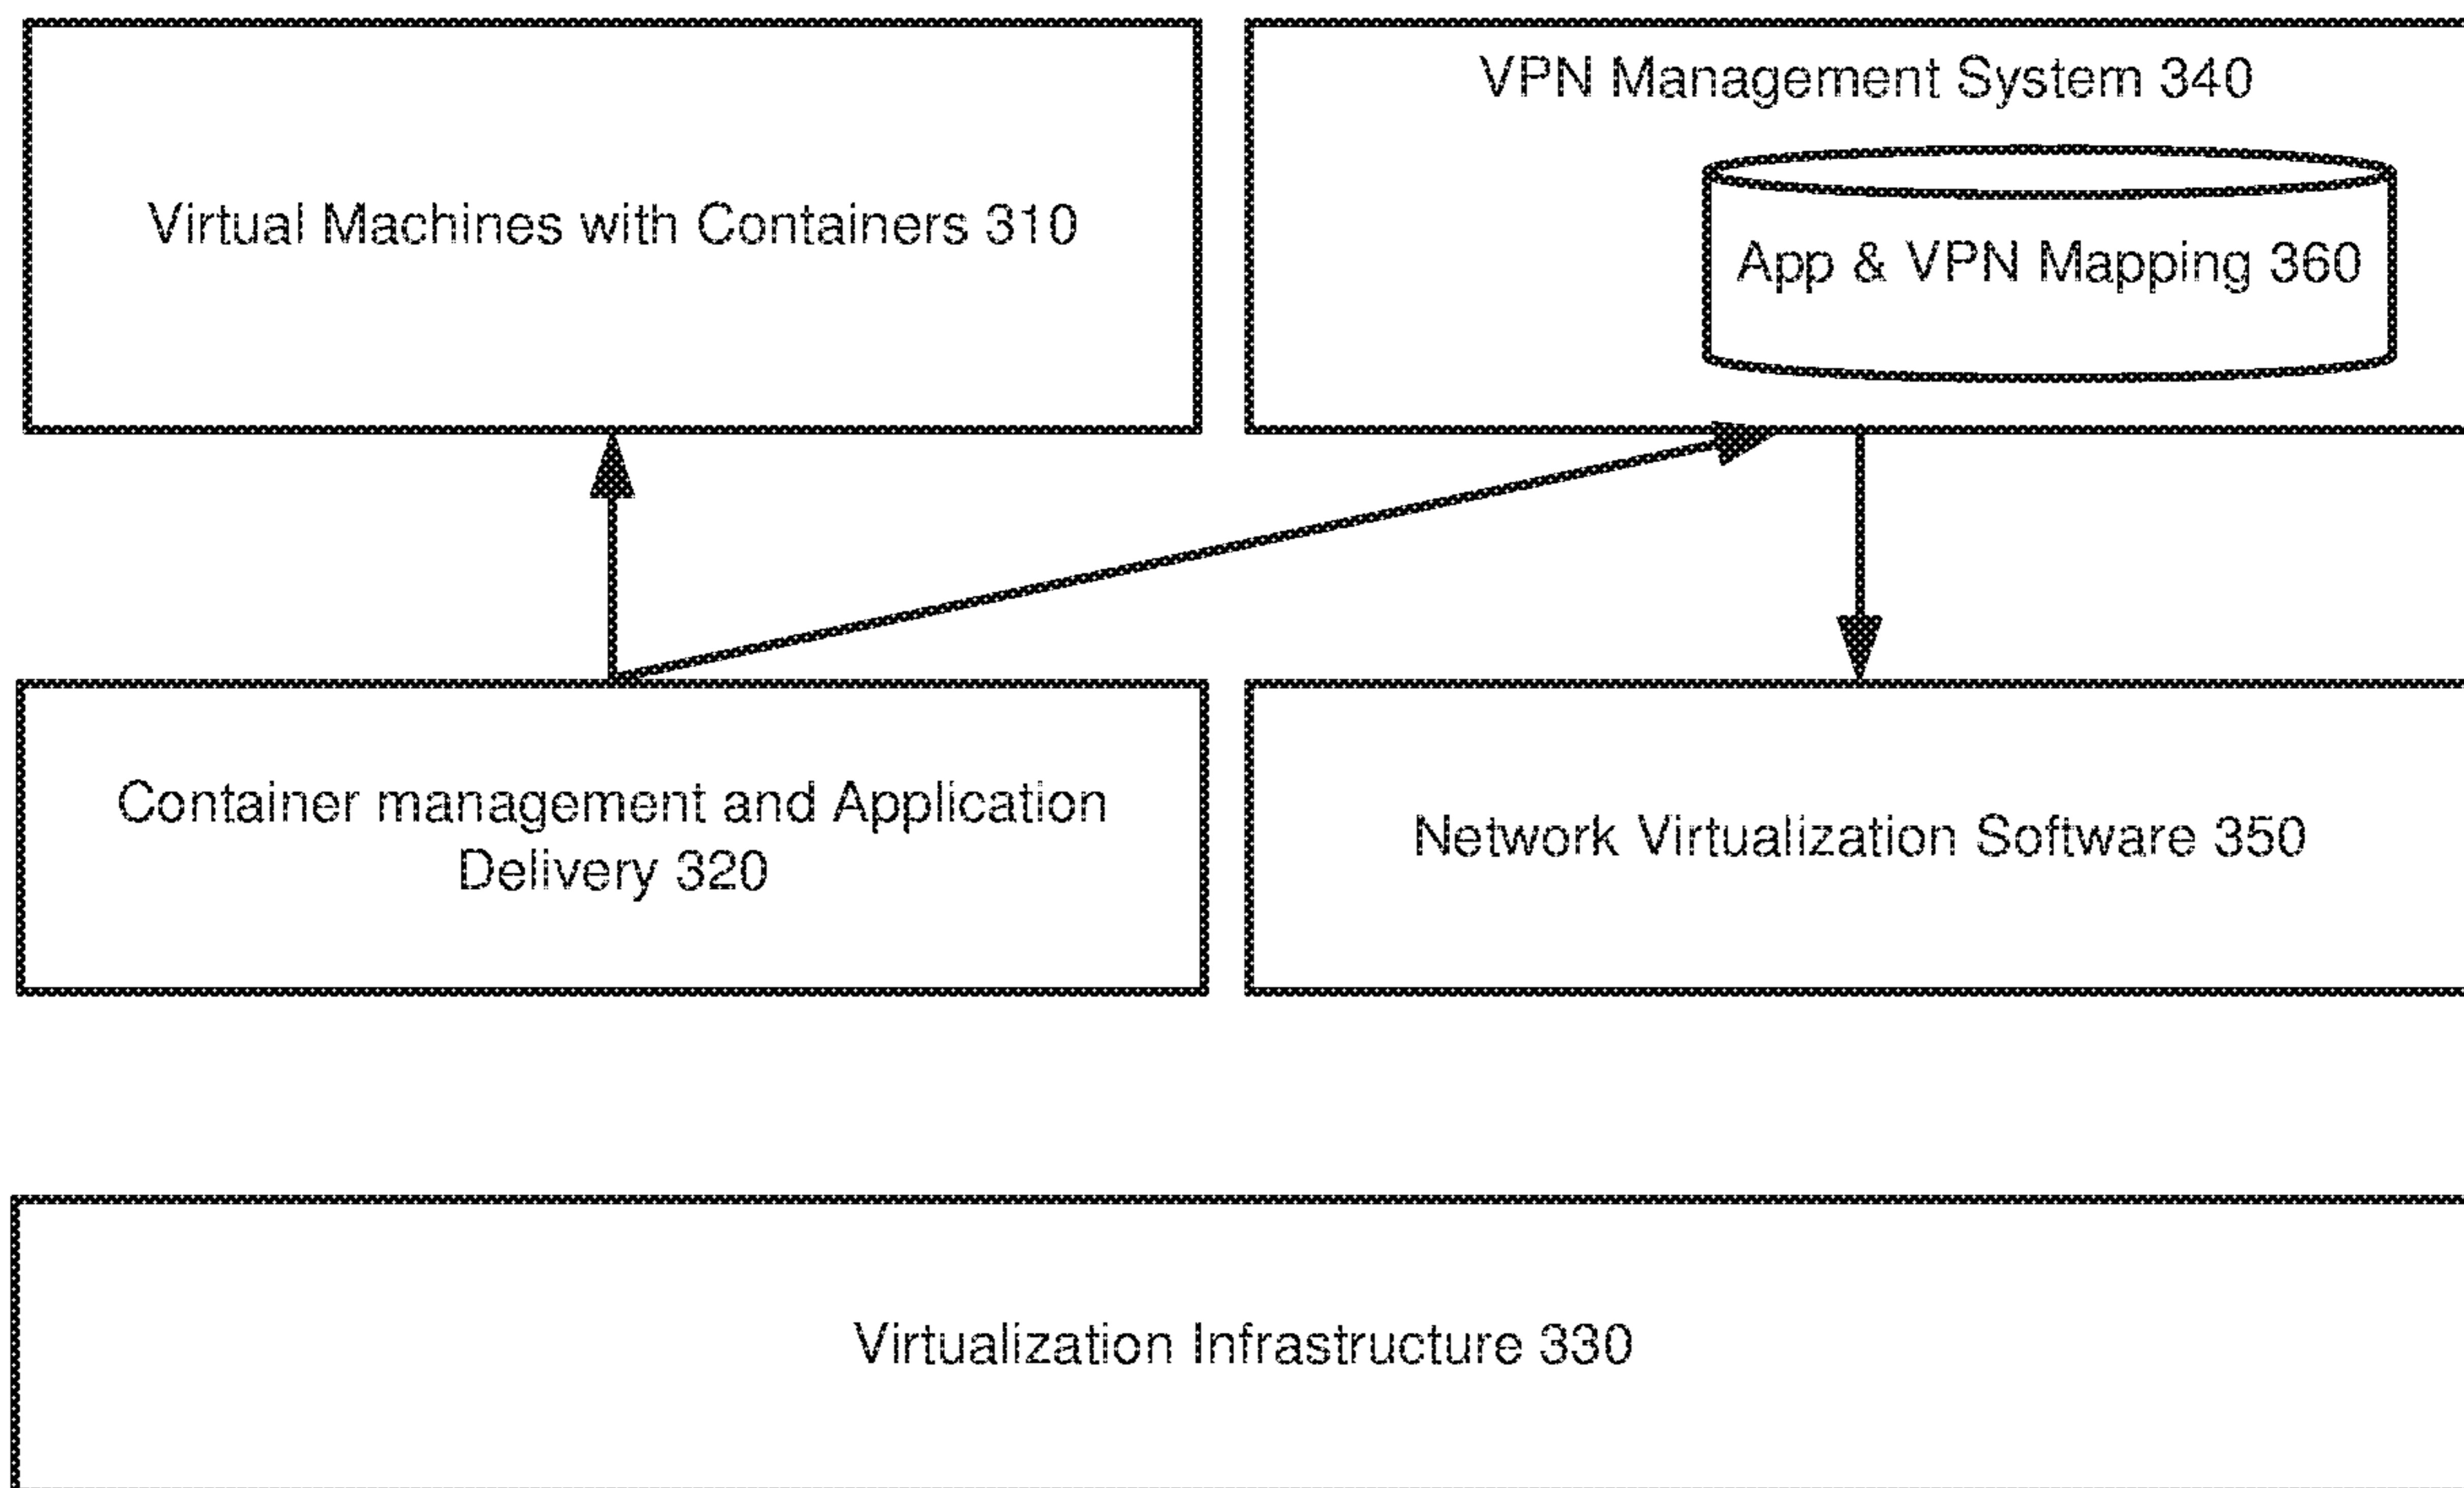 Virtual Machines with Containers 310
VPN Management System 340
App & VPN Mapping 360
Container management and Application
Delivery 320
Network Virtualization Software 350
Virtualization Infrastructure 330